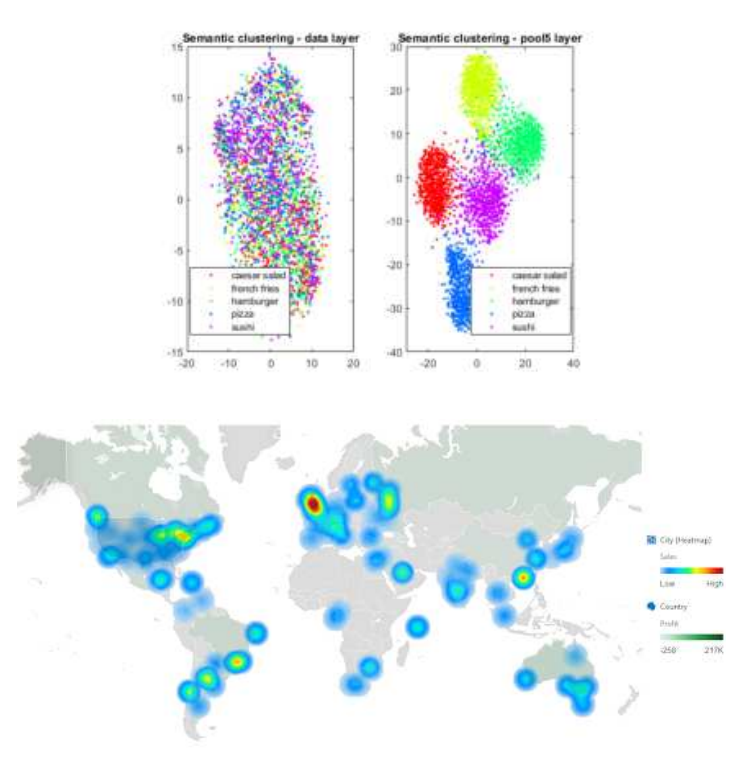 Semantic clustering - data layer
Semantic clustering - pool5 layer
15
10
5
0
-5
-10
-15
-20
-10
0
10
20
caesar salad
french fries
hamburger
pizza
sushi
30
20
10
0
-10
-20
-30
-40
-20
0
20
40
caesar salad
french fries
hamburger
pizza
sushi
City (Heatmap)
Sales
Low High
Country
Profit
-250 217K